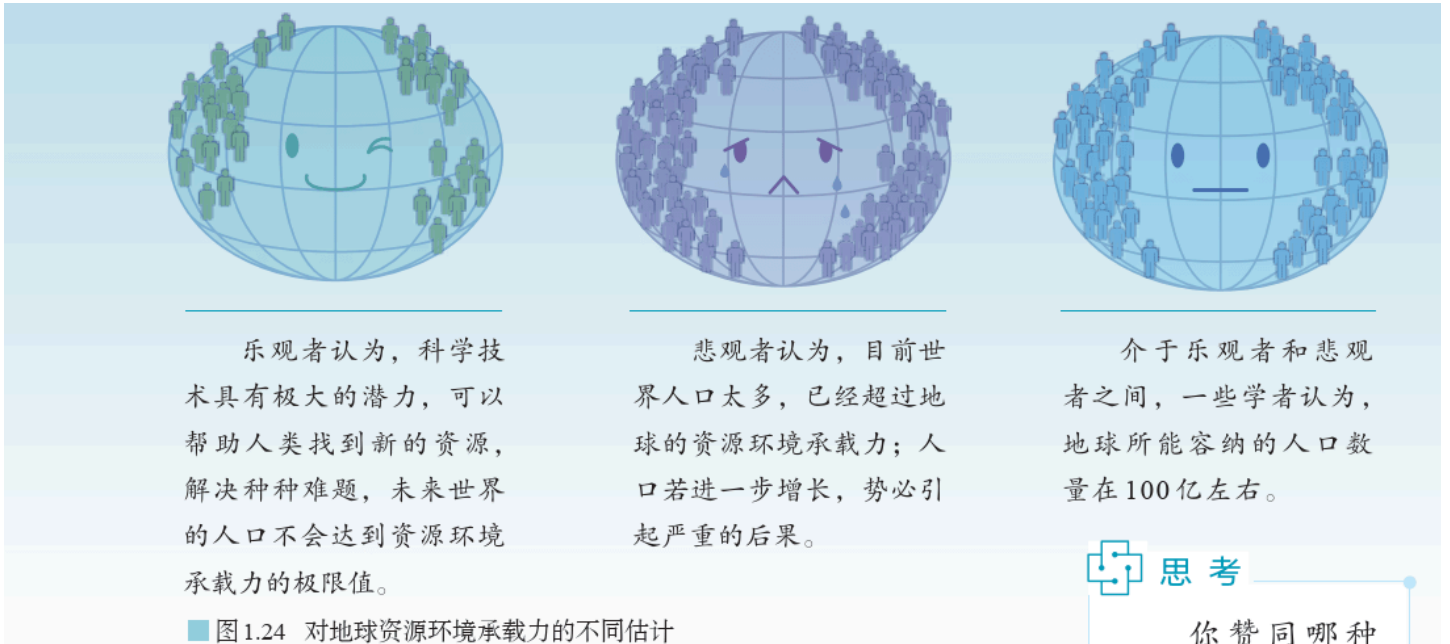 乐观者认为，科学技
术具有极大的潜力，可以
帮助人类找到新的资源，
解决种种难题，未来世界
的人口不会达到资源环境
承载力的极限值。
悲观者认为，目前世
界人口太多，已经超过地
球的资源环境承载力；人
口若进一步增长，势必引
起严重的后果。
介于乐观者和悲观
者之间，一些学者认为，
地球所能容纳的人口数
量在100亿左右。
图1.24 对地球资源环境承载力的不同估计
思考
你赞同哪种